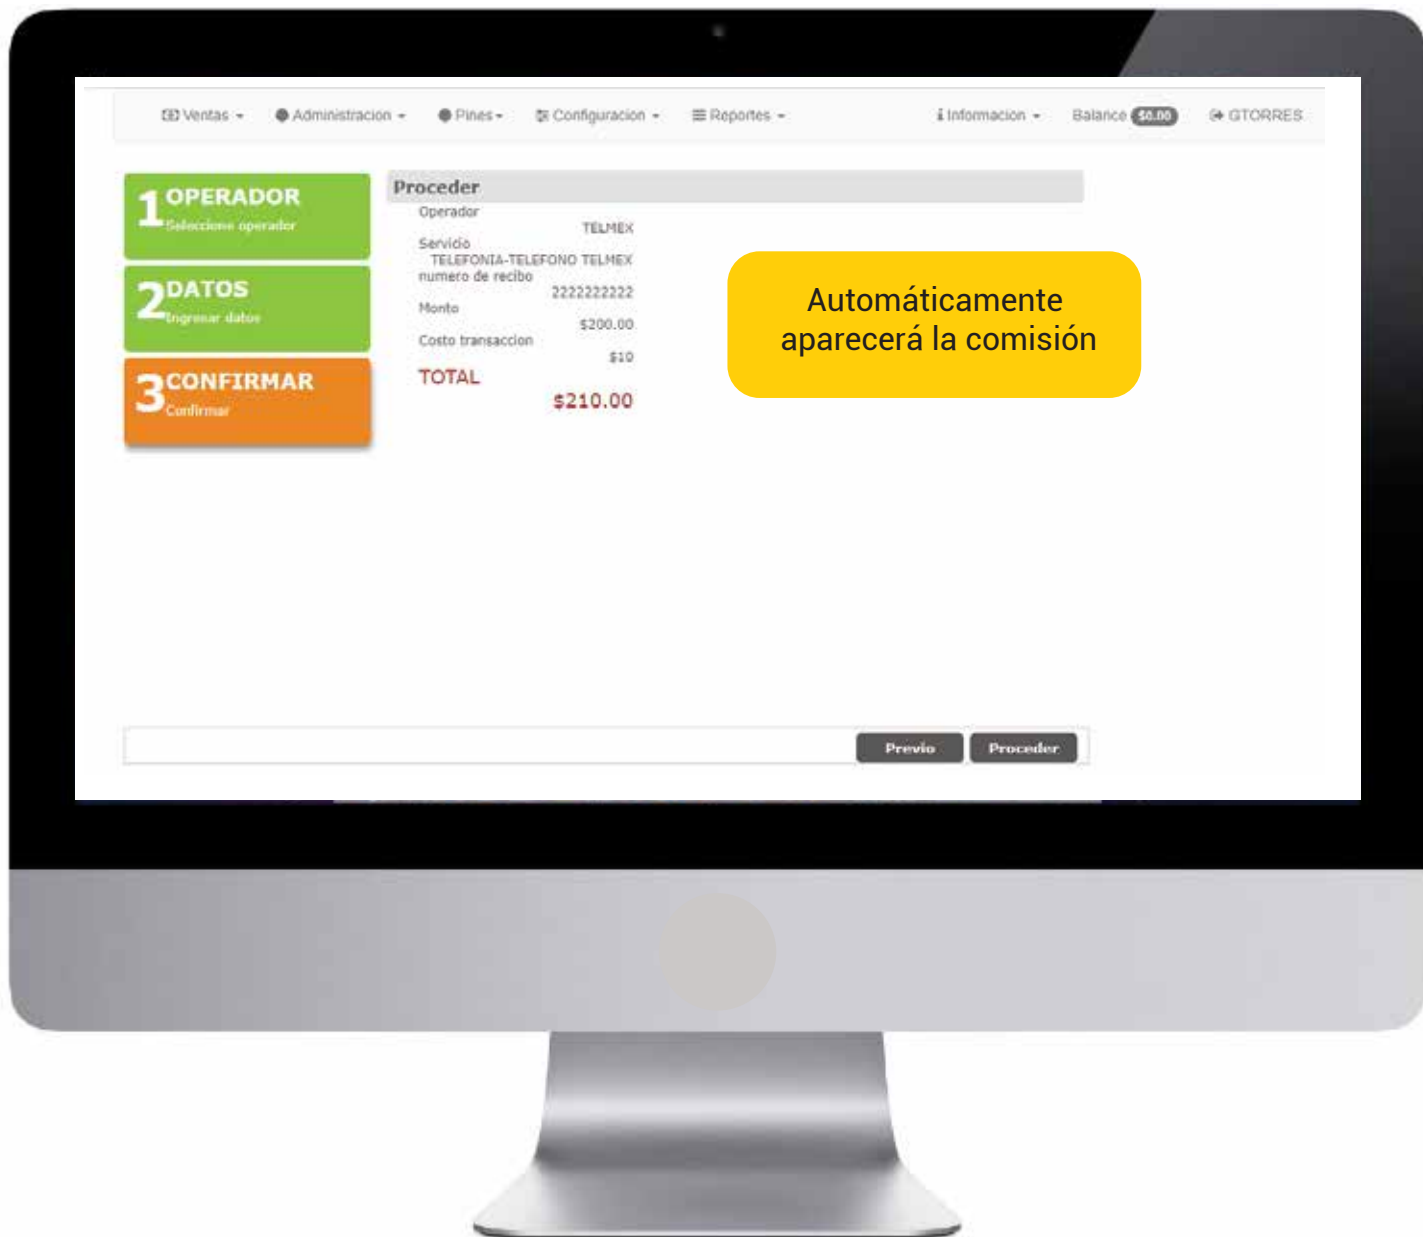 Ventas
Administracion
Pines
Configuracion
Reportes
Informacion
Balance $0.00
GTORRES
1 OPERADOR
Seleccione operador
2 DATOS
Ingresar datos
3 CONFIRMAR
Confirmar
Proceder
Operador
TELMEX
Servicio
TELEFONIA-TELEFONO TELMEX
numero de recibo
2222222222
Monto
$200.00
Costo transaccion
$10
TOTAL
$210.00
Automáticamente
aparecerá la comisión
Previo
Proceder